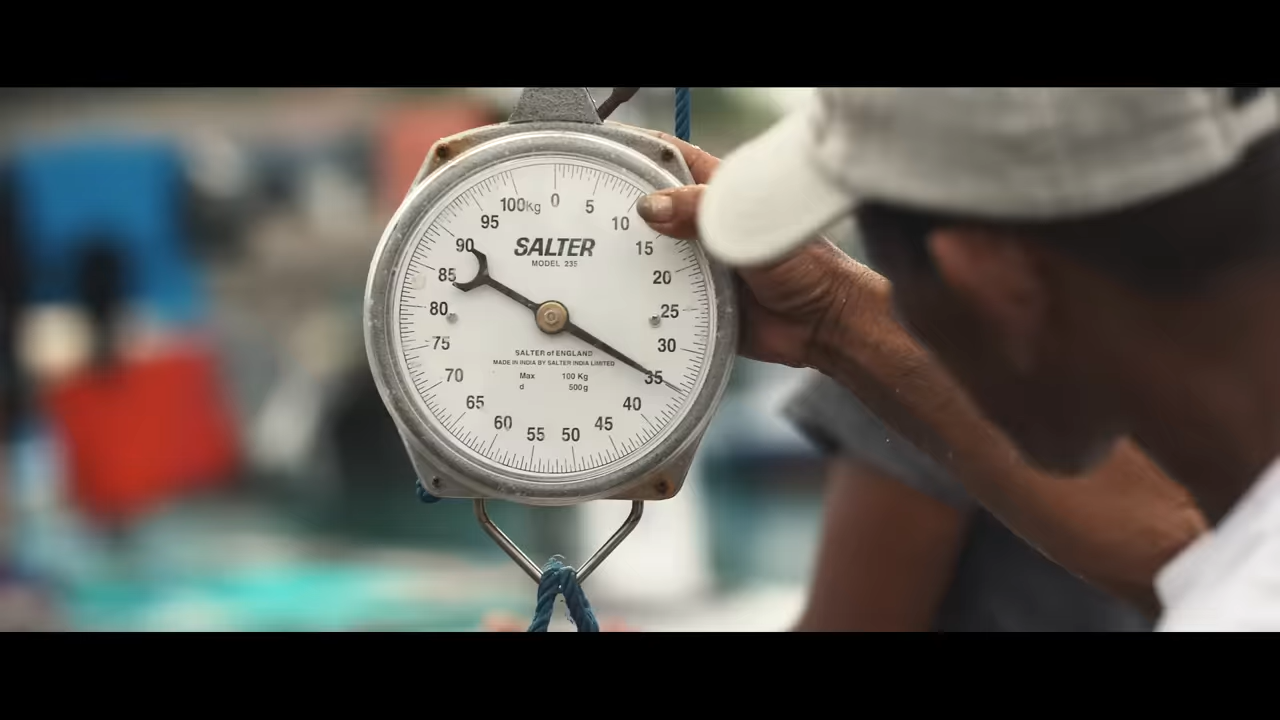 100kg 0 5 10 15 20 25 30 35 40 45 50 55 60 65 70 75 80 85 90 95
SALTER
MODEL 235
SALTER of ENGLAND
MADE IN INDIA BY SALTER INDIA LIMITED
Max 100 Kg
d 500g